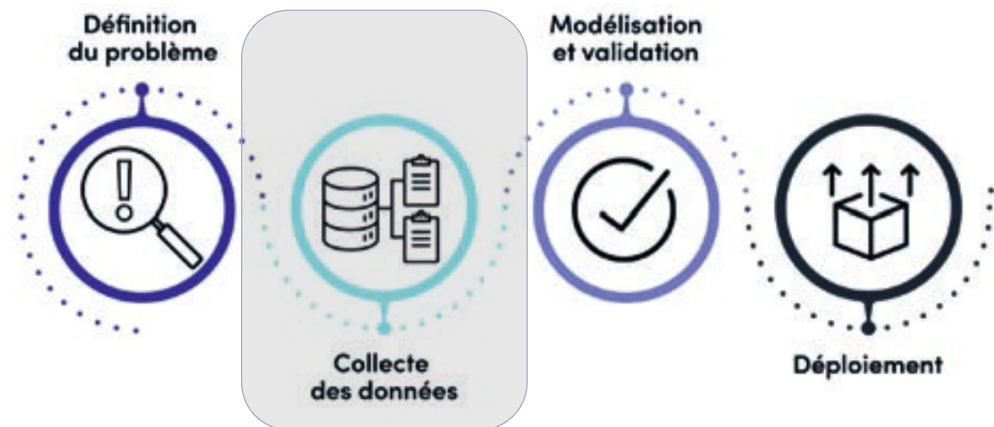 Définition
du problème
Collecte
des données
Modélisation
et validation
Déploiement